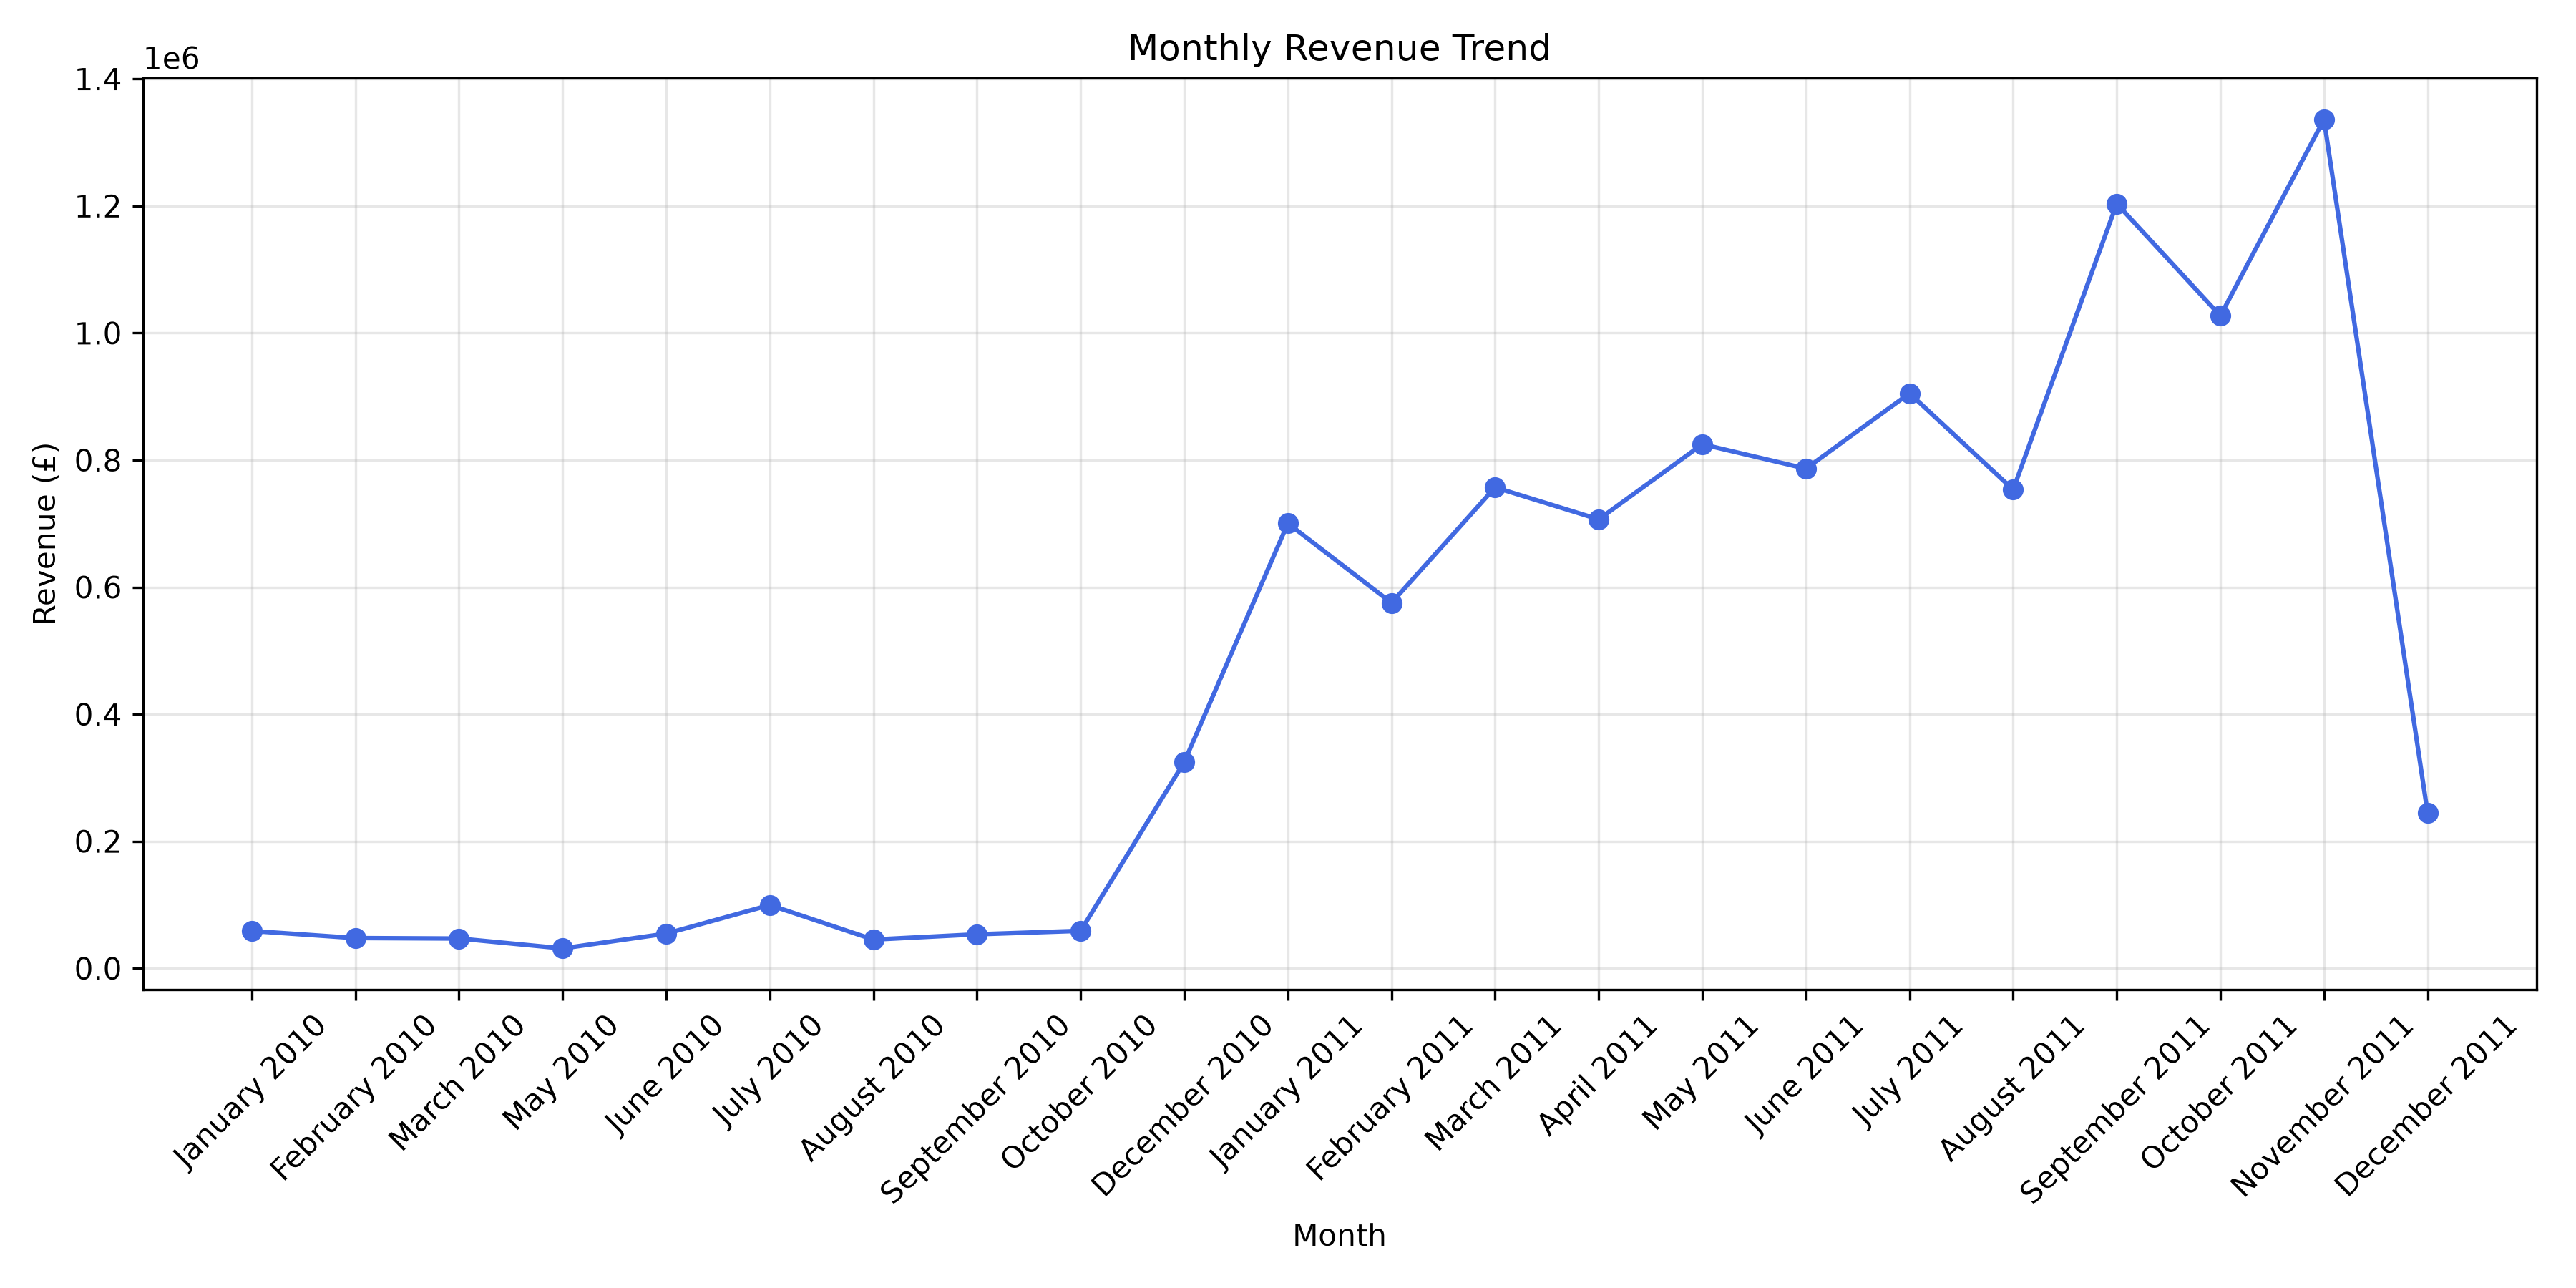 Monthly Revenue Trend
1e6
1.4
1.2
1.0
0.8
0.6
0.4
0.2
0.0
Revenue (£)
January 2010
February 2010
March 2010
May 2010
June 2010
July 2010
August 2010
September 2010
October 2010
December 2010
January 2011
February 2011
March 2011
April 2011
May 2011
June 2011
July 2011
August 2011
September 2011
October 2011
November 2011
December 2011
Month